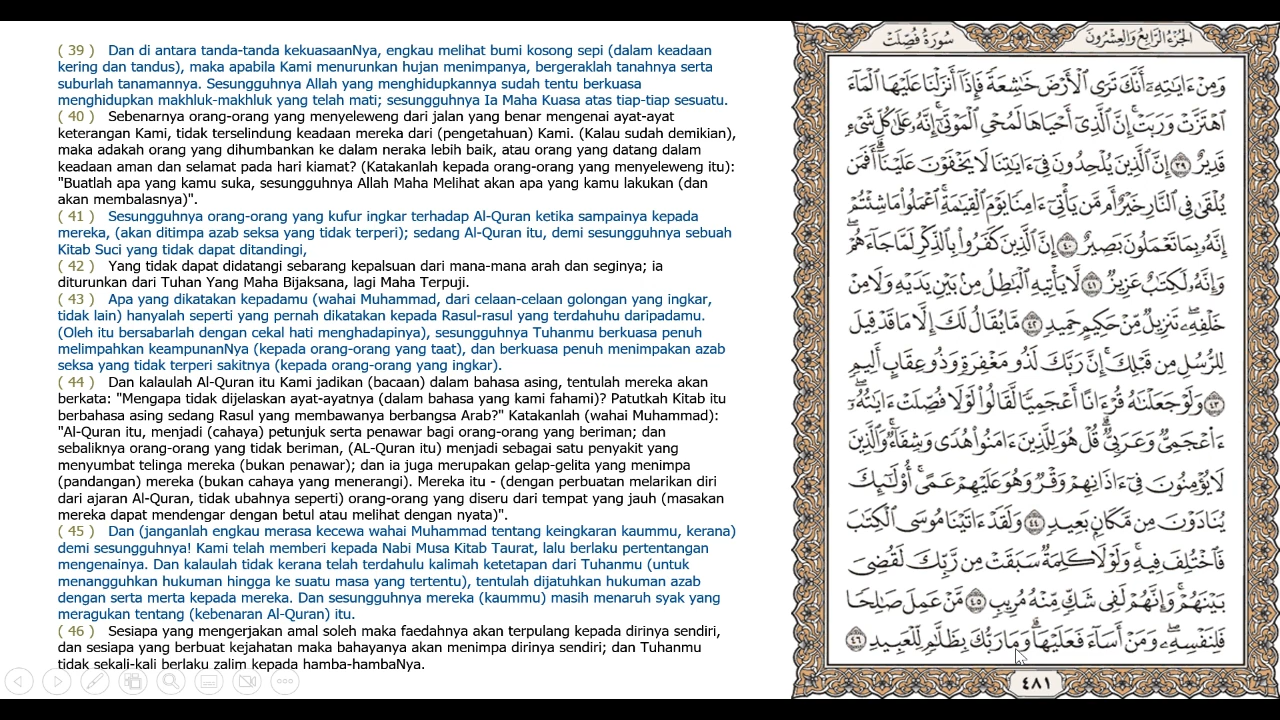 ( 39 ) Dan di antara tanda-tanda kekuasaanNya, engkau melihat bumi kosong sepi (dalam keadaan
kering dan tandus), maka apabila Kami menurunkan hujan menimpanya, bergeraklah tanahnya serta
suburlah tanamannya. Sesungguhnya Allah yang menghidupkannya sudah tentu berkuasa
menghidupkan makhluk-makhluk yang telah mati; sesungguhnya Ia Maha Kuasa atas tiap-tiap sesuatu.
( 40 ) Sebenarnya orang-orang yang menyeleweng dari jalan yang benar mengenai ayat-ayat
keterangan Kami, tidak terselindung keadaan mereka dari (pengetahuan) Kami. (Kalau sudah demikian),
maka adakah orang yang dihumbankan ke dalam neraka lebih baik, atau orang yang datang dalam
keadaan aman dan selamat pada hari kiamat? (Katakanlah kepada orang-orang yang menyeleweng itu):
"Buatlah apa yang kamu suka, sesungguhnya Allah Maha Melihat akan apa yang kamu lakukan (dan
akan membalasnya)".
( 41 ) Sesungguhnya orang-orang yang kufur ingkar terhadap Al-Quran ketika sampainya kepada
mereka, (akan ditimpa azab seksa yang tidak terperi); sedang Al-Quran itu, demi sesungguhnya sebuah
Kitab Suci yang tidak dapat ditandingi,
( 42 ) Yang tidak dapat didatangi sebarang kepalsuan dari mana-mana arah dan seginya; ia
diturunkan dari Tuhan Yang Maha Bijaksana, lagi Maha Terpuji.
( 43 ) Apa yang dikatakan kepadamu (wahai Muhammad, dari celaan-celaan golongan yang ingkar,
tidak lain) hanyalah seperti yang pernah dikatakan kepada Rasul-rasul yang terdahulu daripadamu.
(Oleh itu bersabarlah dengan cekal hati menghadapinya), sesungguhnya Tuhanmu berkuasa penuh
melimpahkan keampunanNya (kepada orang-orang yang taat), dan berkuasa penuh menimpakan azab
seksa yang tidak terperi sakitnya (kepada orang-orang yang ingkar).
( 44 ) Dan kalaulah Al-Quran itu Kami jadikan (bacaan) dalam bahasa asing, tentulah mereka akan
berkata: "Mengapa tidak dijelaskan ayat-ayatnya (dalam bahasa yang kami fahami)? Patutkah Kitab itu
berbahasa asing sedang Rasul yang membawanya berbangsa Arab?" Katakanlah (wahai Muhammad):
"Al-Quran itu, menjadi (cahaya) petunjuk serta penawar bagi orang-orang yang beriman; dan
sebaliknya orang-orang yang tidak beriman, (AL-Quran itu) menjadi sebagai satu penyakit yang
menyumbat telinga mereka (bukan penawar); dan ia juga merupakan gelap-gelita yang menimpa
(pandangan) mereka (bukan cahaya yang menerangi). Mereka itu - (dengan perbuatan melarikan diri
dari ajaran Al-Quran, tidak ubahnya seperti) orang-orang yang diseru dari tempat yang jauh (masakan
mereka dapat mendengar dengan betul atau melihat dengan nyata)".
( 45 ) Dan (janganlah engkau merasa kecewa wahai Muhammad tentang keingkaran kaummu, kerana)
demi sesungguhnya! Kami telah memberi kepada Nabi Musa Kitab Taurat, lalu berlaku pertentangan
mengenainya. Dan kalaulah tidak kerana telah terdahulu kalimah ketetapan dari Tuhanmu (untuk
menangguhkan hukuman hingga ke suatu masa yang tertentu), tentulah dijatuhkan hukuman azab
dengan serta merta kepada mereka. Dan sesungguhnya mereka (kaummu) masih menaruh syak yang
meragukan tentang (kebenaran Al-Quran) itu.
( 46 ) Sesiapa yang mengerjakan amal soleh maka faedahnya akan terpulang kepada dirinya sendiri,
dan sesiapa yang berbuat kejahatan maka bahayanya akan menimpa dirinya sendiri; dan Tuhanmu
tidak sekali-kali berlaku zalim kepada hamba-hambaNya.
الجزء الرابع والعشرون
سورة فصلت
وَمِنْ ءَايَٰتِهِۦٓ أَنَّكَ تَرَى ٱلْأَرْضَ خَٰشِعَةً فَإِذَآ أَنزَلْنَا عَلَيْهَا ٱلْمَآءَ
ٱهْتَزَّتْ وَرَبَتْ ۚ إِنَّ ٱلَّذِىٓ أَحْيَاهَا لَمُحْىِ ٱلْمَوْتَىٰٓ ۚ إِنَّهُۥ عَلَىٰ كُلِّ شَىْءٍ
قَدِيرٌ ٣٩ إِنَّ ٱلَّذِينَ يُلْحِدُونَ فِىٓ ءَايَٰتِنَا لَا يَخْفَوْنَ عَلَيْنَآ ۗ أَفَمَن
يُلْقَىٰ فِى ٱلنَّارِ خَيْرٌ أَم مَّن يَأْتِىٓ ءَامِنًا يَوْمَ ٱلْقِيَٰمَةِ ۚ ٱعْمَلُوا۟ مَا شِئْتُمْ ۖ
إِنَّهُۥ بِمَا تَعْمَلُونَ بَصِيرٌ ٤٠ إِنَّ ٱلَّذِينَ كَفَرُوا۟ بِٱلذِّكْرِ لَمَّا جَآءَهُمْ ۖ
وَإِنَّهُۥ لَكِتَٰبٌ عَزِيزٌ ٤١ لَّا يَأْتِيهِ ٱلْبَٰطِلُ مِنۢ بَيْنِ يَدَيْهِ وَلَا مِنْ
خَلْفِهِۦ ۖ تَنزِيلٌ مِّنْ حَكِيمٍ حَمِيدٍ ٤٢ مَّا يُقَالُ لَكَ إِلَّا مَا قَدْ قِيلَ
لِلرُّسُلِ مِن قَبْلِكَ ۚ إِنَّ رَبَّكَ لَذُو مَغْفِرَةٍ وَذُو عِقَابٍ أَلِيمٍ
٤٣ وَلَوْ جَعَلْنَٰهُ قُرْءَانًا أَعْجَمِيًّا لَّقَالُوا۟ لَوْلَا فُصِّلَتْ ءَايَٰتُهُۥٓ ۖ
ءَا۬عْجَمِىٌّ وَعَرَبِىٌّ ۗ قُلْ هُوَ لِلَّذِينَ ءَامَنُوا۟ هُدًى وَشِفَآءٌ ۖ وَٱلَّذِينَ
لَا يُؤْمِنُونَ فِىٓ ءَاذَانِهِمْ وَقْرٌ وَهُوَ عَلَيْهِمْ عَمًى ۚ أُو۟لَٰٓئِكَ
يُنَادَوْنَ مِن مَّكَانٍۭ بَعِيدٍ ٤٤ وَلَقَدْ ءَاتَيْنَا مُوسَى ٱلْكِتَٰبَ
فَٱخْتُلِفَ فِيهِ ۗ وَلَوْلَا كَلِمَةٌ سَبَقَتْ مِن رَّبِّكَ لَقُضِىَ
بَيْنَهُمْ ۚ وَإِنَّهُمْ لَفِى شَكٍّ مِّنْهُ مُرِيبٍ ٤٥ مَّنْ عَمِلَ صَٰلِحًا
فَلِنَفْسِهِۦ ۖ وَمَنْ أَسَآءَ فَعَلَيْهَا ۗ وَمَا رَبُّكَ بِظَلَّٰمٍ لِّلْعَبِيدِ ٤٦
٤٨١